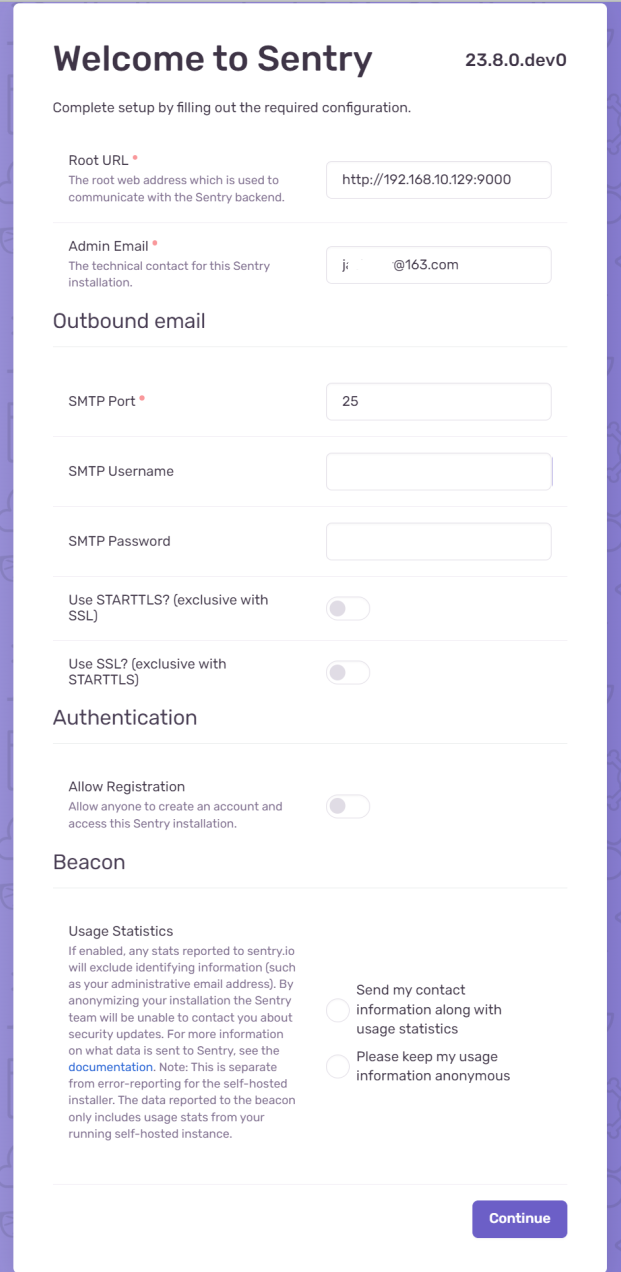 Welcome to Sentry
23.8.0.dev0
Complete setup by filling out the required configuration.
Root URL *
The root web address which is used to
communicate with the Sentry backend.
http://192.168.10.129:9000
Admin Email *
The technical contact for this Sentry
installation.
@163.com
Outbound email
SMTP Port *
25
SMTP Username
SMTP Password
Use STARTTLS? (exclusive with
SSL)
Use SSL? (exclusive with
STARTTLS)
Authentication
Allow Registration
Allow anyone to create an account and
access this Sentry installation.
Beacon
Usage Statistics
If enabled, any stats reported to sentry.io
will exclude identifying information (such
as your administrative email address). By
anonymizing your installation the Sentry
team will be unable to contact you about
security updates. For more information
on what data is sent to Sentry, see the
documentation. Note: This is separate
from error-reporting for the self-hosted
installer. The data reported to the beacon
only includes usage stats from your
running self-hosted instance.
Send my contact
information along with
usage statistics
Please keep my usage
information anonymous
Continue